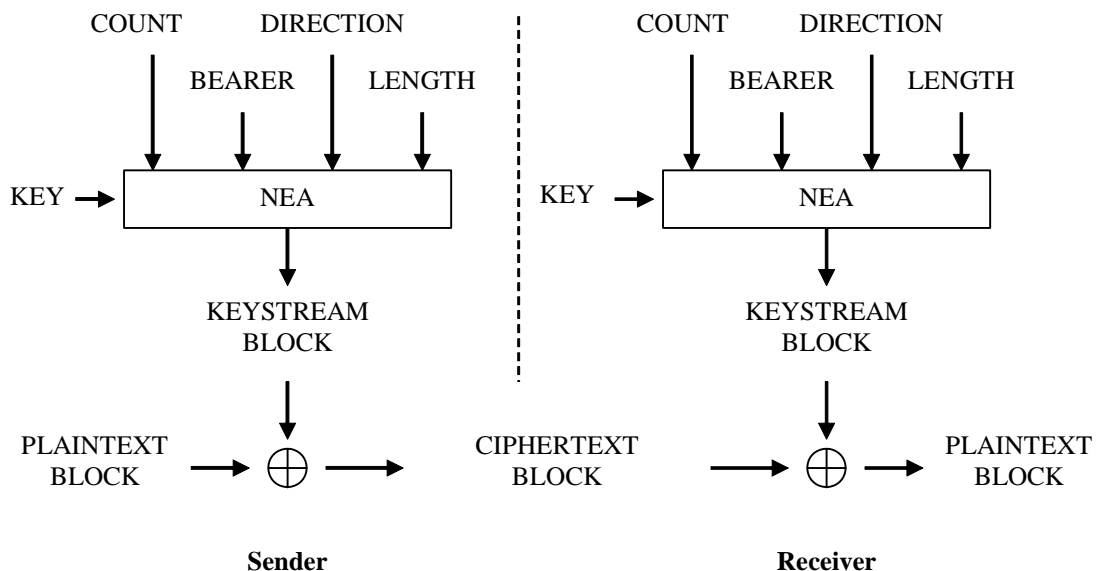 COUNT DIRECTION
BEARER LENGTH
KEY NEA
KEYSTREAM
BLOCK
PLAINTEXT
BLOCK
Sender
COUNT DIRECTION
BEARER LENGTH
KEY NEA
KEYSTREAM
BLOCK
CIPHERTEXT
BLOCK
PLAINTEXT
BLOCK
Receiver